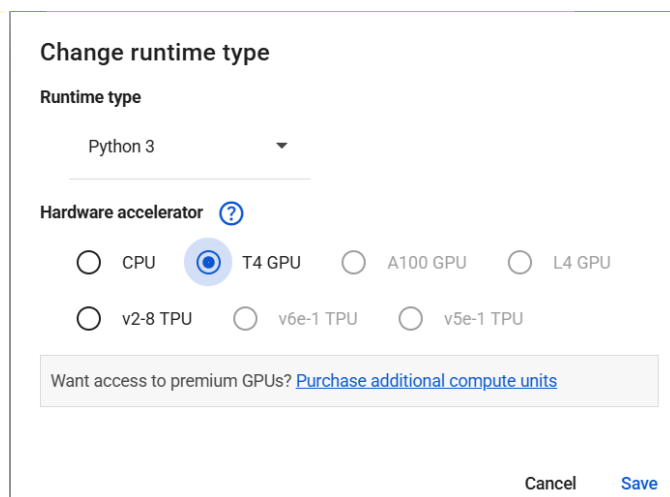 Change runtime type
Runtime type
Python 3
Hardware accelerator ?
CPU T4 GPU A100 GPU L4 GPU
v2-8 TPU v6e-1 TPU v5e-1 TPU
Want access to premium GPUs? Purchase additional compute units
Cancel Save